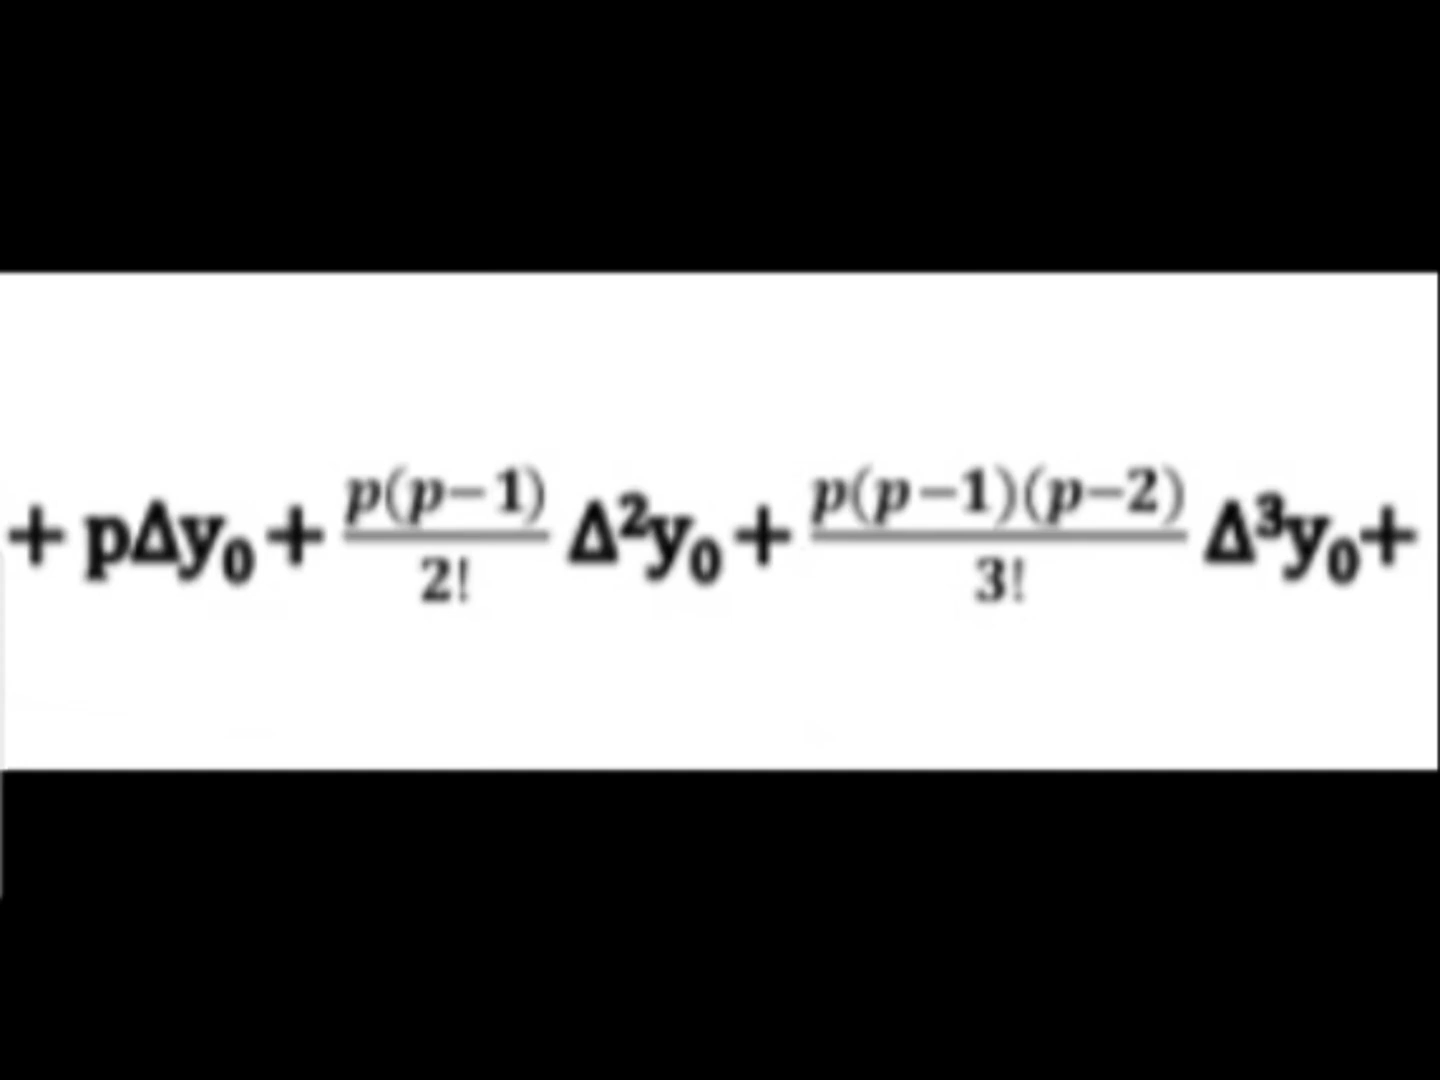 + pΔy₀ + p(p−1)/2! Δ²y₀ + p(p−1)(p−2)/3! Δ³y₀+